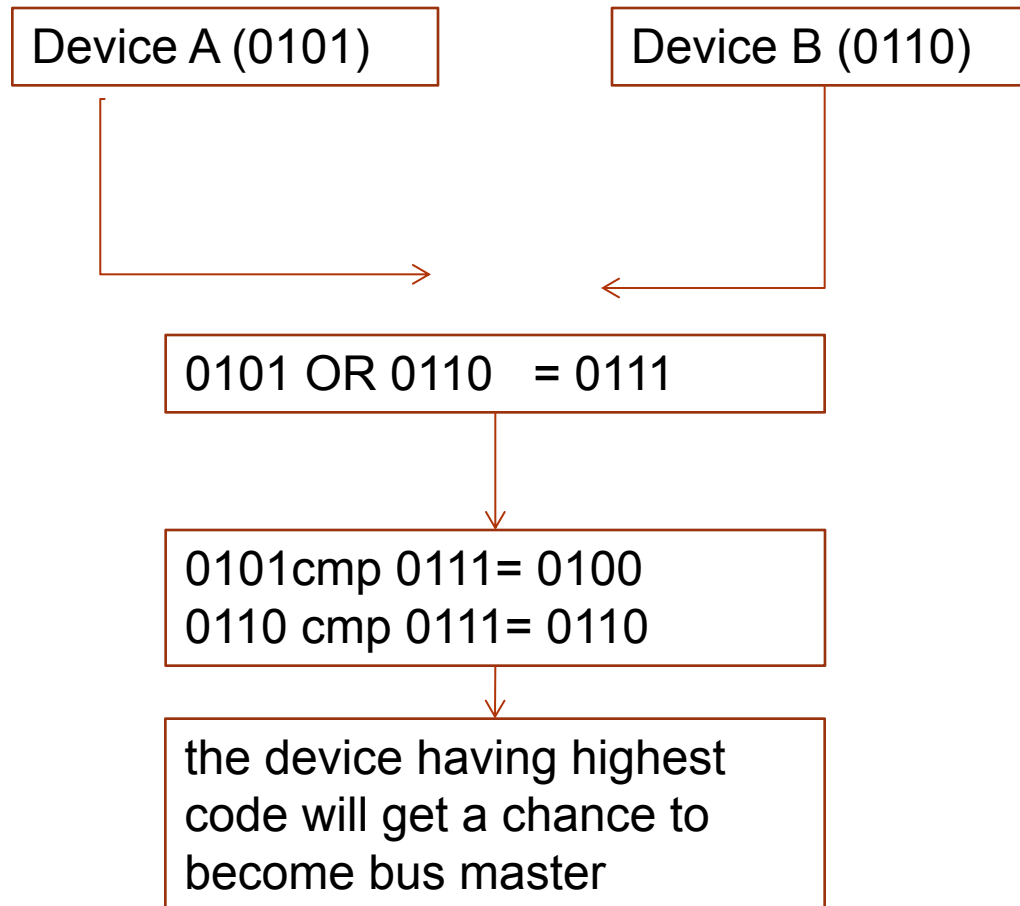 Device A (0101)
Device B (0110)
0101 OR 0110 = 0111
0101cmp 0111= 0100
0110 cmp 0111= 0110
the device having highest
code will get a chance to
become bus master